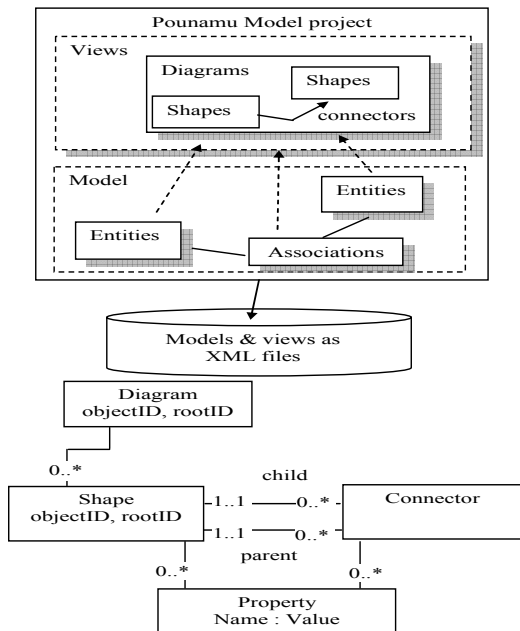 Pounamu Model project
Views
Diagrams
Shapes
Shapes
connectors
Model
Entities
Entities
Associations
Models & views as
XML files
Diagram
objectID, rootID
0..*
child
Shape
objectID, rootID
1..1
0..*
Connector
1..1
0..*
parent
0..*
0..*
Property
Name : Value